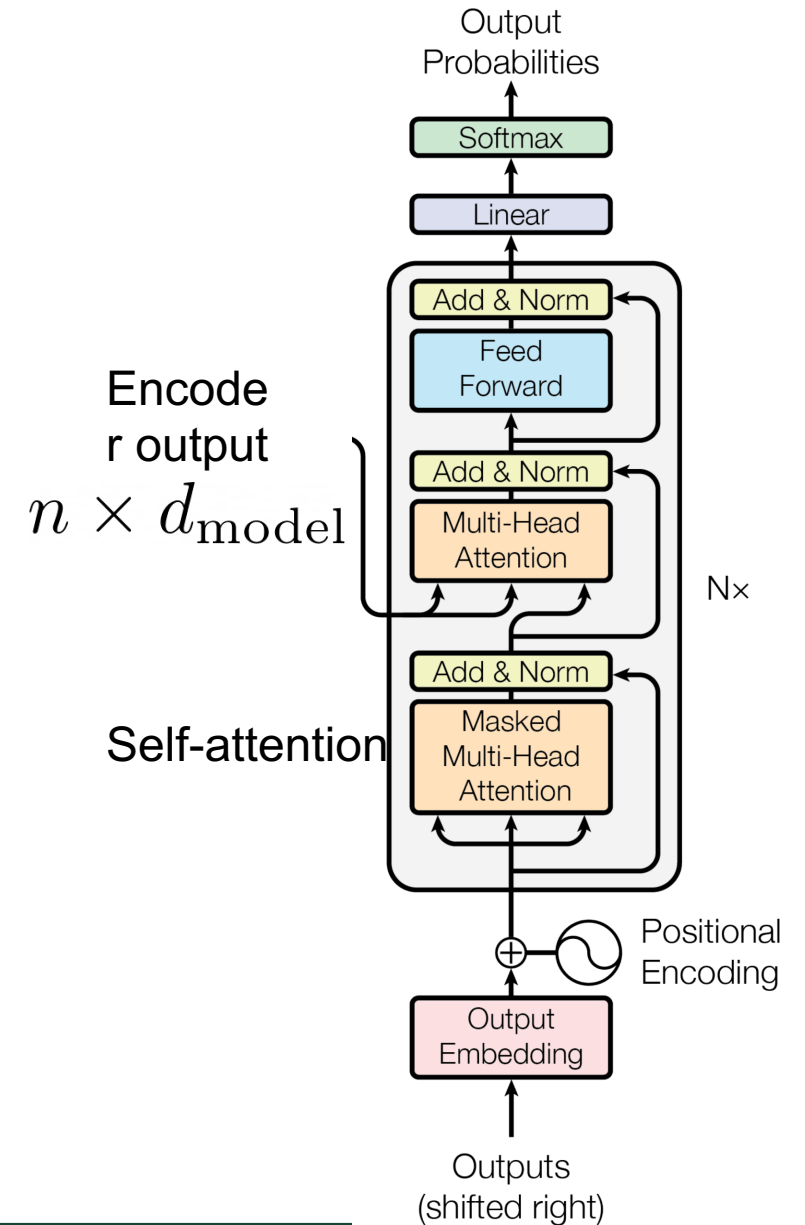 Output
Probabilities
Softmax
Linear
Add & Norm
Feed
Forward
Encode
r output
n × d_model
Add & Norm
Multi-Head
Attention
N×
Add & Norm
Self-attention
Masked
Multi-Head
Attention
Positional
Encoding
Output
Embedding
Outputs
(shifted right)